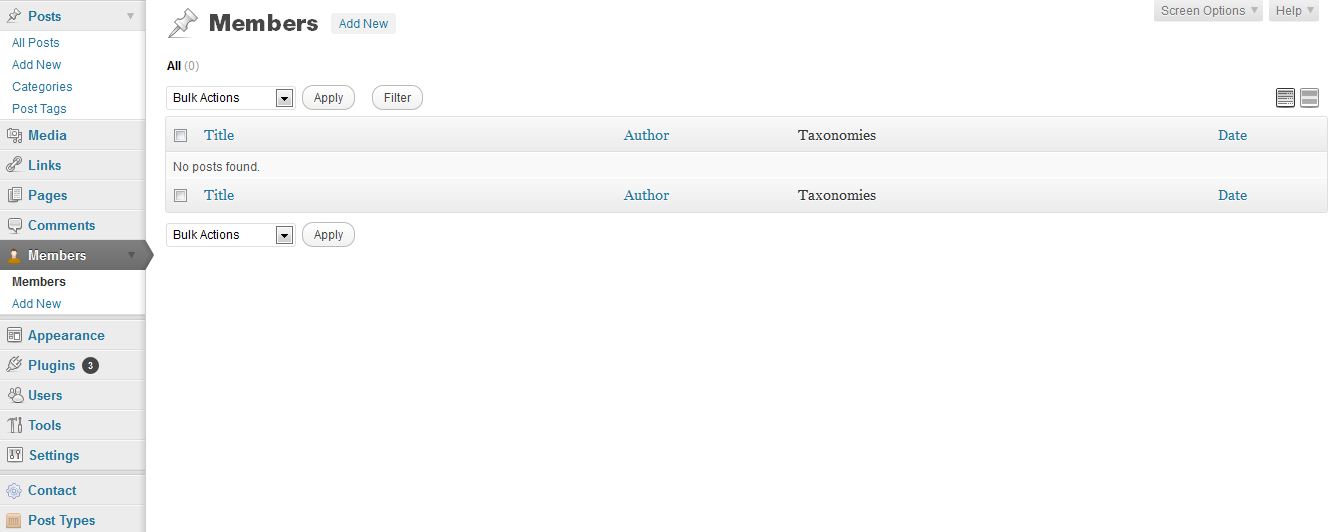 Posts
All Posts
Add New
Categories
Post Tags
Media
Links
Pages
Comments
Members
Members
Add New
Appearance
Plugins 3
Users
Tools
Settings
Contact
Post Types
Screen Options Help
Members Add New
All (0)
Bulk Actions Apply Filter
Title Author Taxonomies Date
No posts found.
Title Author Taxonomies Date
Bulk Actions Apply